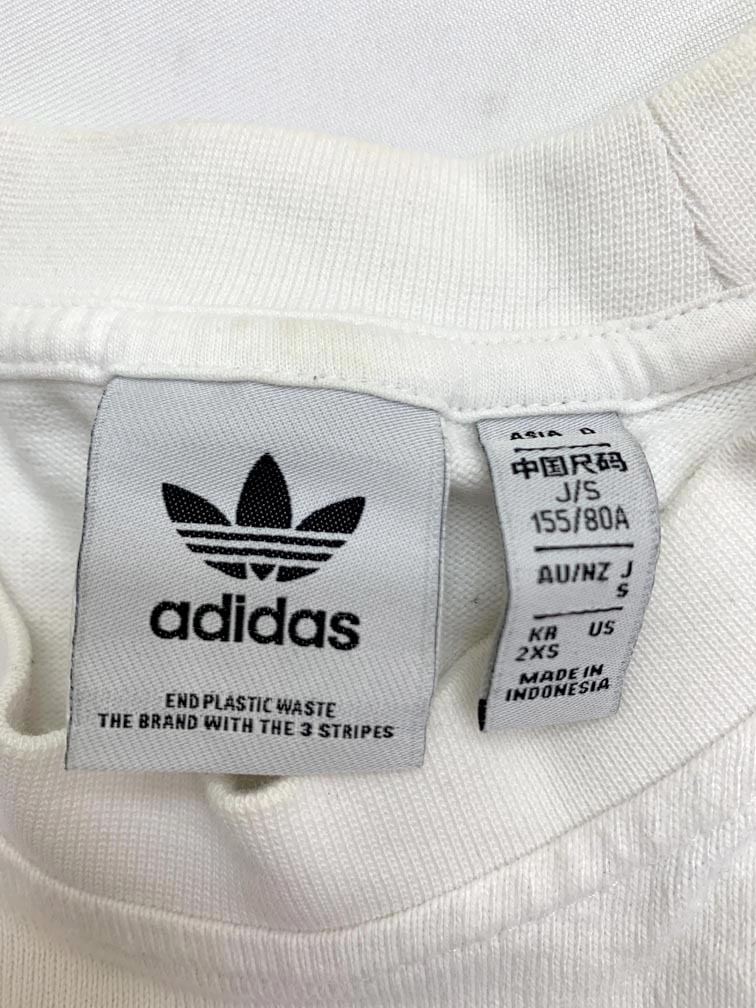 adidas
END PLASTIC WASTE
THE BRAND WITH THE 3 STRIPES
ASIA
中国尺码
J/S
155/80A
AU/NZ J
S
KR US
2XS
MADE IN
INDONESIA